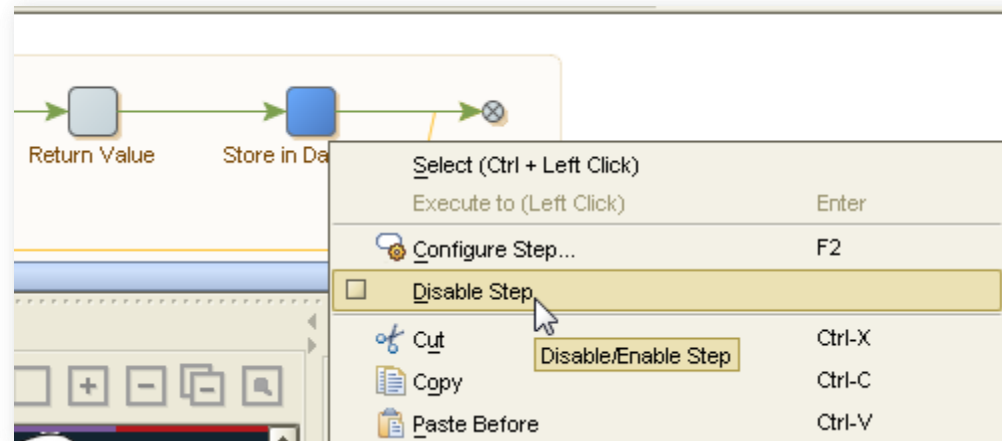 Return Value
Store in Da
Select (Ctrl + Left Click)
Execute to (Left Click) Enter
Configure Step... F2
Disable Step
Disable/Enable Step
Cut Ctrl-X
Copy Ctrl-C
Paste Before Ctrl-V